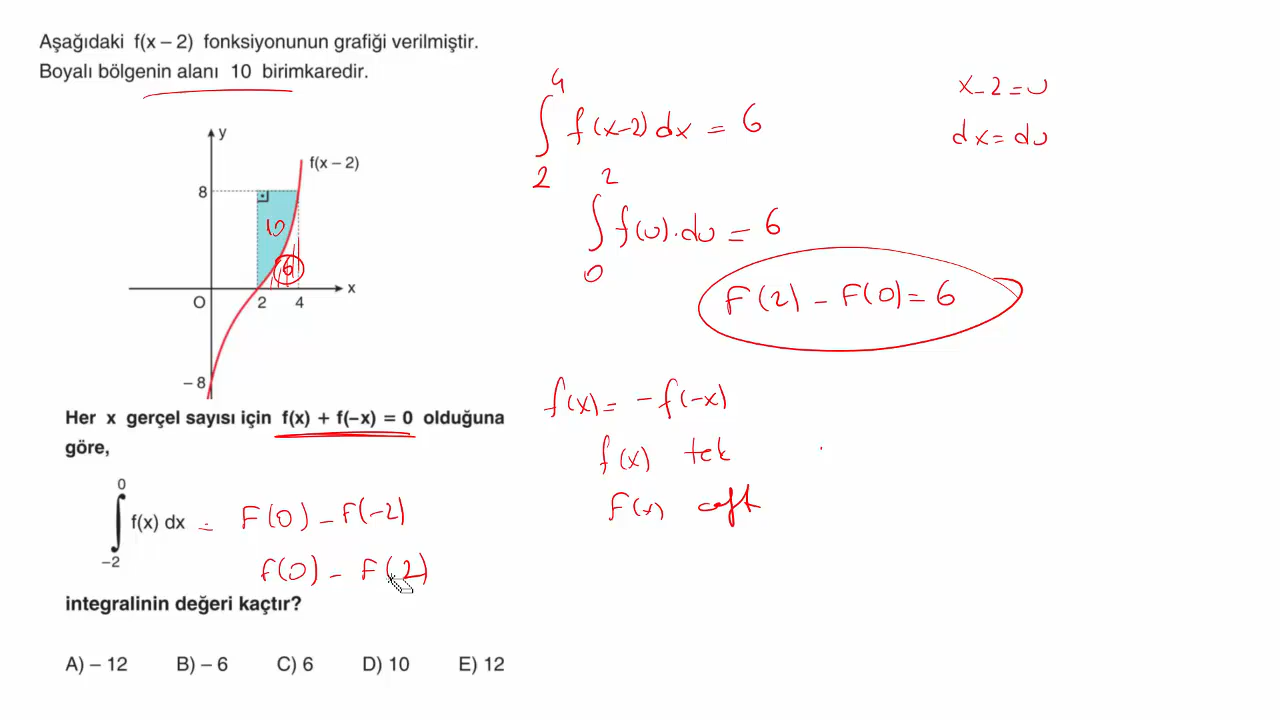 Aşağıdaki f(x – 2) fonksiyonunun grafiği verilmiştir.
Boyalı bölgenin alanı 10 birimkaredir.
y
f(x – 2)
8
10
6
x
O
2
4
– 8
Her x gerçel sayısı için f(x) + f(–x) = 0 olduğuna
göre,
0
∫ f(x) dx = F(0) – F(-2)
–2
f(0) – F(2)
integralinin değeri kaçtır?
A) – 12 B) – 6 C) 6 D) 10 E) 12
4
∫ f(x-2) dx = 6
2
x-2=u
dx=du
2
∫ f(u).du = 6
0
F(2) – F(0) = 6
f(x) = -f(-x)
f(x) tek
F(x) çift